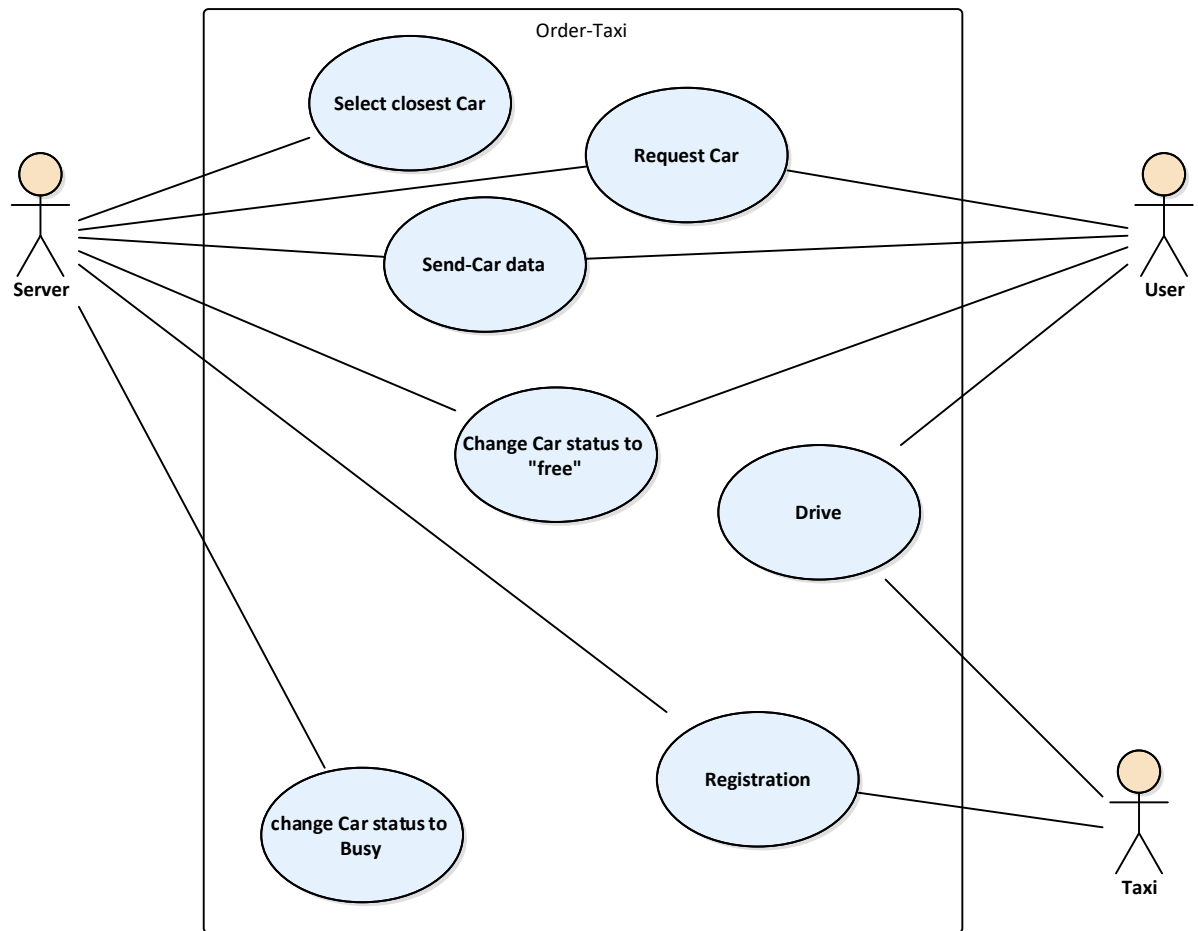 Order-Taxi
Select closest Car
Request Car
Server
Send-Car data
User
Change Car status to
"free"
Drive
Registration
change Car status to
Busy
Taxi